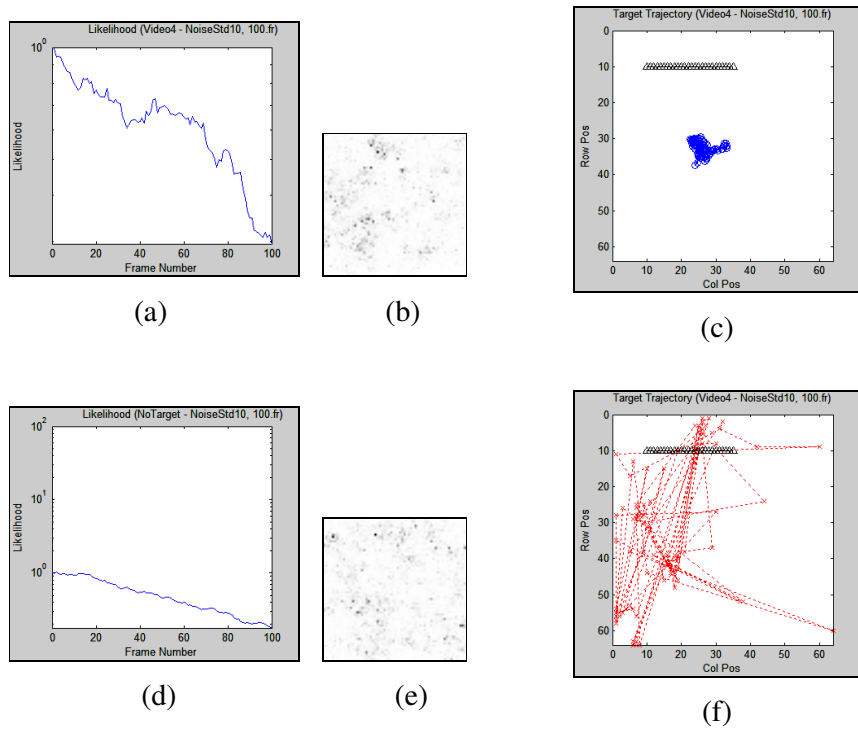 Likelihood (Video4 - NoiseStd10, 100.fr)
10^0
Likelihood
0 20 40 60 80 100
Frame Number
(a)
(b)
Target Trajectory (Video4 - NoiseStd10, 100.fr)
0
10
20
30
40
50
60
Row Pos
0 10 20 30 40 50 60
Col Pos
(c)
Likelihood (NoTarget - NoiseStd10, 100.fr)
10^2
10^1
10^0
Likelihood
0 20 40 60 80 100
Frame Number
(d)
(e)
Target Trajectory (Video4 - NoiseStd10, 100.fr)
0
10
20
30
40
50
60
Row Pos
0 10 20 30 40 50 60
Col Pos
(f)